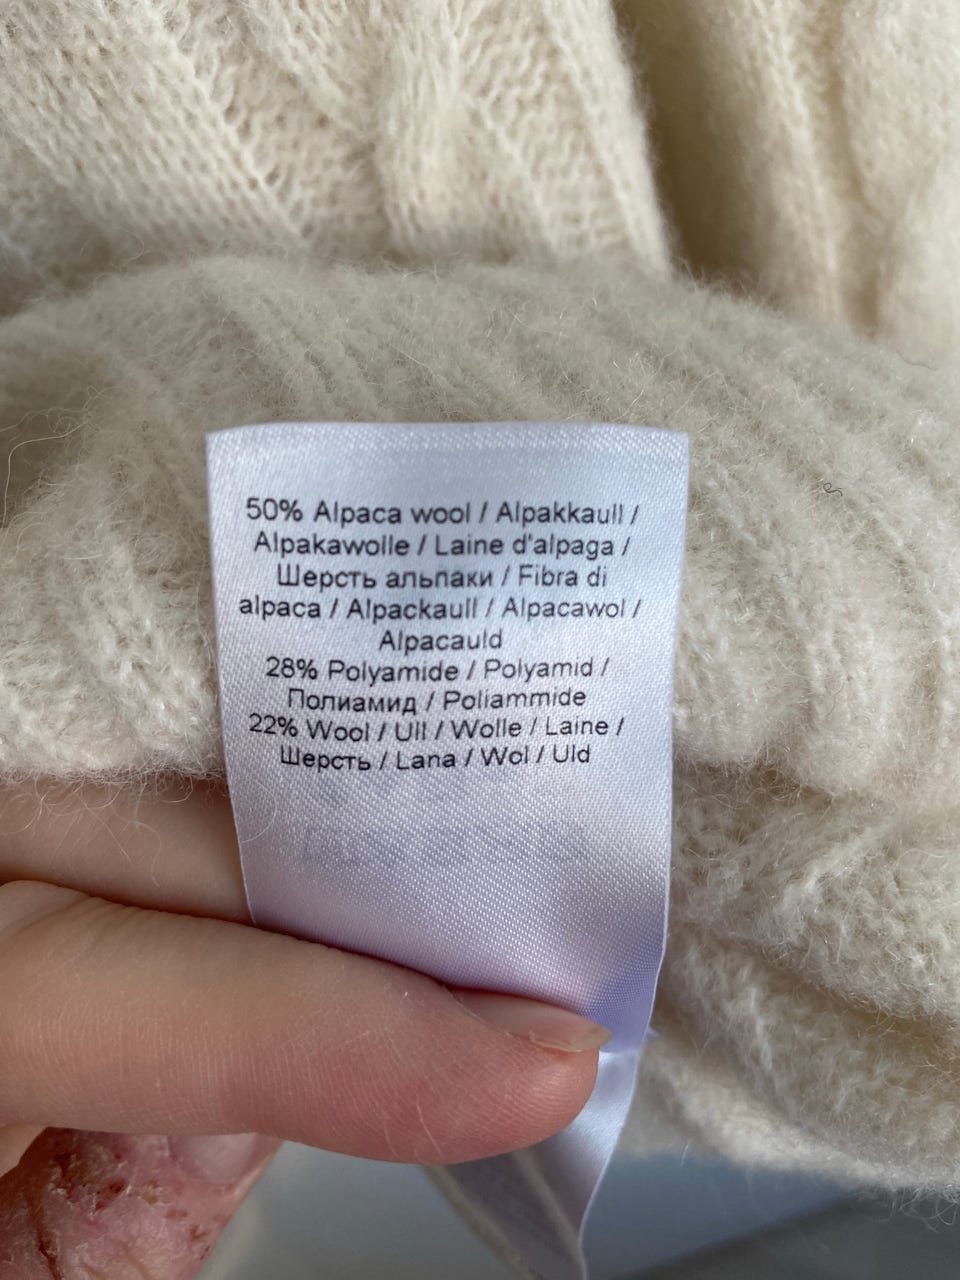 50% Alpaca wool / Alpakkaull /
Alpakawolle / Laine d'alpaga /
Шерсть альпаки / Fibra di
alpaca / Alpackaull / Alpacawol /
Alpacauld
28% Polyamide / Polyamid /
Полиамид / Poliammide
22% Wool / Ull / Wolle / Laine /
Шерсть / Lana / Wol / Uld